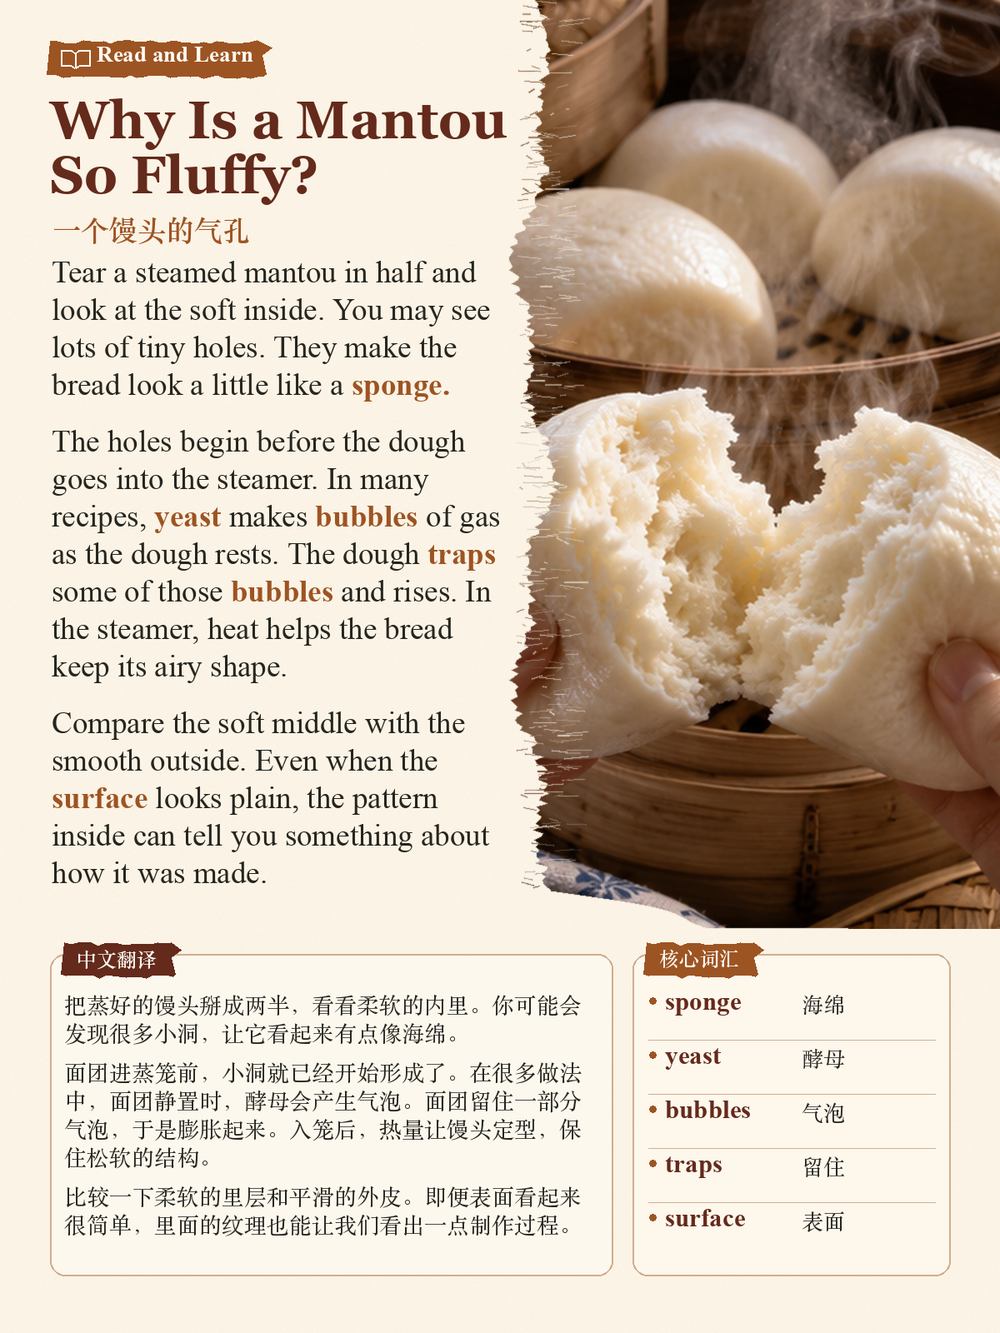 Read and Learn
Why Is a Mantou
So Fluffy?
一个馒头的气孔
Tear a steamed mantou in half and
look at the soft inside. You may see
lots of tiny holes. They make the
bread look a little like a sponge.
The holes begin before the dough
goes into the steamer. In many
recipes, yeast makes bubbles of gas
as the dough rests. The dough traps
some of those bubbles and rises. In
the steamer, heat helps the bread
keep its airy shape.
Compare the soft middle with the
smooth outside. Even when the
surface looks plain, the pattern
inside can tell you something about
how it was made.
中文翻译
把蒸好的馒头掰成两半，看看柔软的内里。你可能会
发现很多小洞，让它看起来有点像海绵。
面团进蒸笼前，小洞就已经开始形成了。在很多做法
中，面团静置时，酵母会产生气泡。面团留住一部分
气泡，于是膨胀起来。入笼后，热量让馒头定型，保
住松软的结构。
比较一下柔软的里层和平滑的外皮。即便表面看起来
很简单，里面的纹理也能让我们看出一点制作过程。
核心词汇
• sponge 海绵
• yeast 酵母
• bubbles 气泡
• traps 留住
• surface 表面